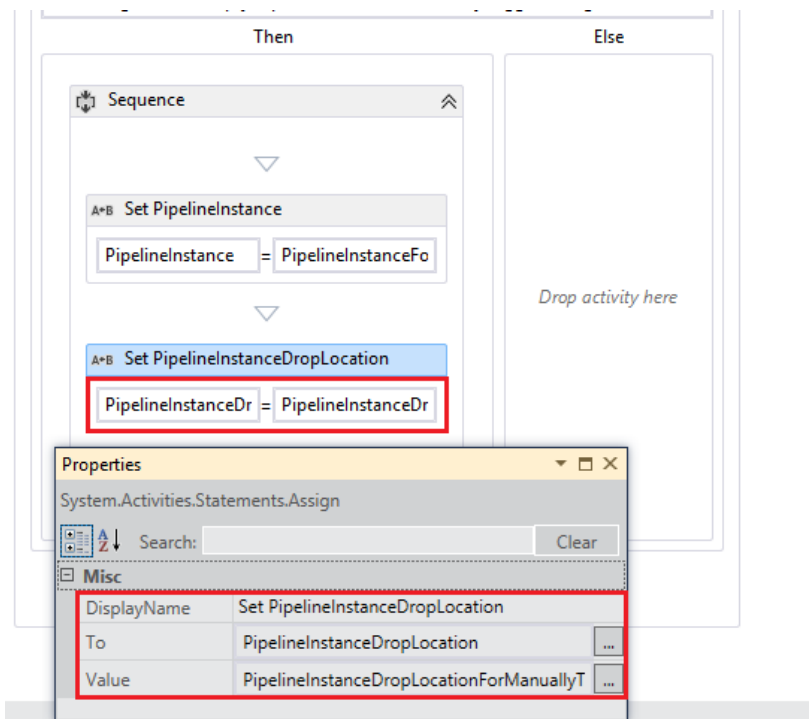 Then
Else
Sequence
A+B Set PipelineInstance
PipelineInstance = PipelineInstanceFo
Drop activity here
A+B Set PipelineInstanceDropLocation
PipelineInstanceDr = PipelineInstanceDr
Properties
System.Activities.Statements.Assign
A Z Search: Clear
Misc
DisplayName Set PipelineInstanceDropLocation
To PipelineInstanceDropLocation ...
Value PipelineInstanceDropLocationForManuallyT ...